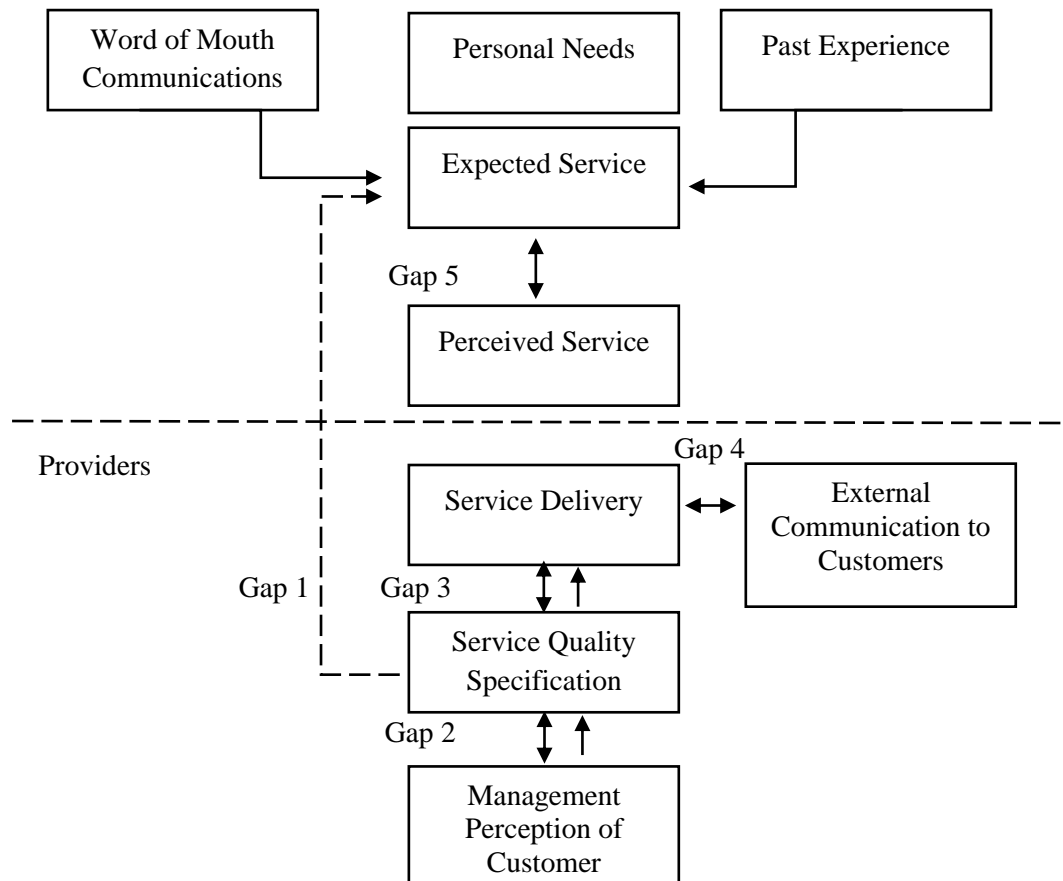 Word of Mouth
Communications
Personal Needs
Past Experience
Expected Service
Gap 5
Perceived Service
Providers
Gap 4
Service Delivery
External
Communication to
Customers
Gap 1
Gap 3
Service Quality
Specification
Gap 2
Management
Perception of
Customer